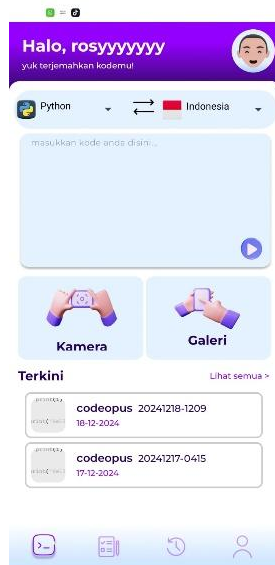 Halo, rosyyyyyyy
yuk terjemahkan kodemu!
Python
Indonesia
masukkan kode anda disini...
Kamera
Galeri
Terkini
Lihat semua >
codeopus 20241218-1209
18-12-2024
codeopus 20241217-0415
17-12-2024